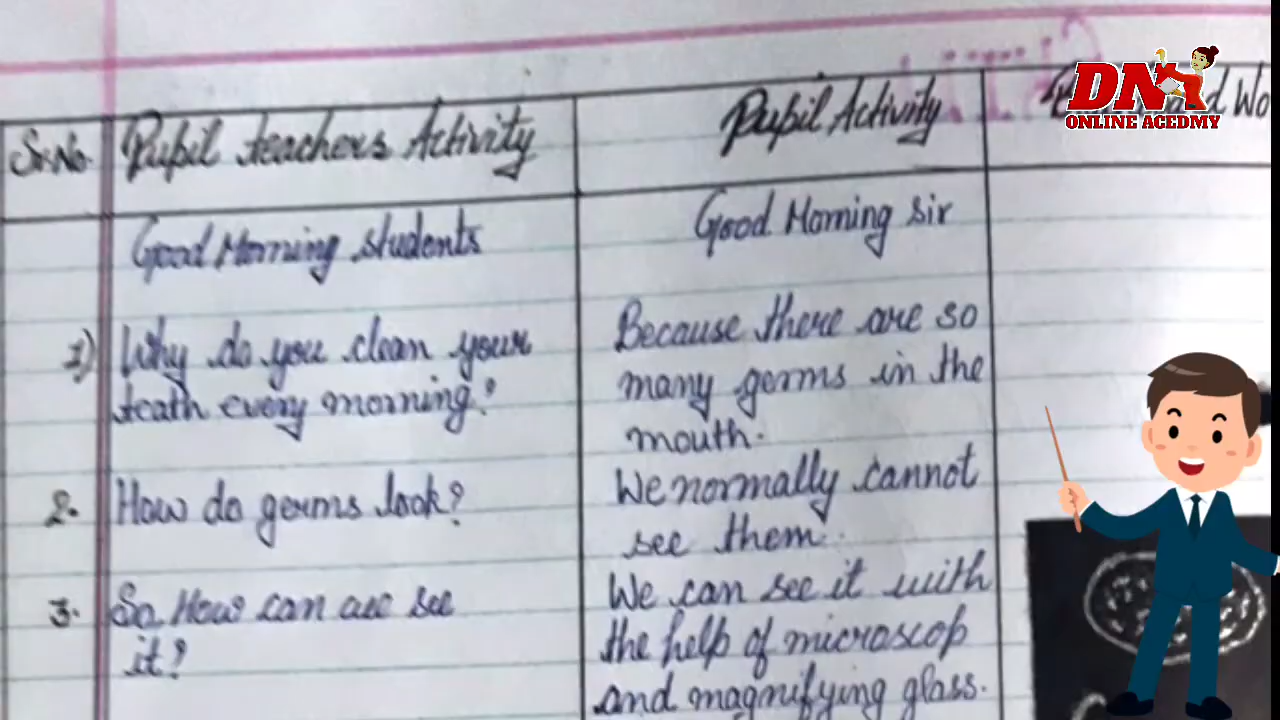 Sr.No. Pupil teachers Activity Pupil Activity
DNA
ONLINE ACEDMY
Good Morning students Good Morning sir
1) Why do you clean your
teath every morning? 
Because there are so
many germs in the
mouth.
2. How do germs look?
We normally cannot
see them.
3. So How can we see
it?
We can see it with
the help of microscop
and magnifying glass.